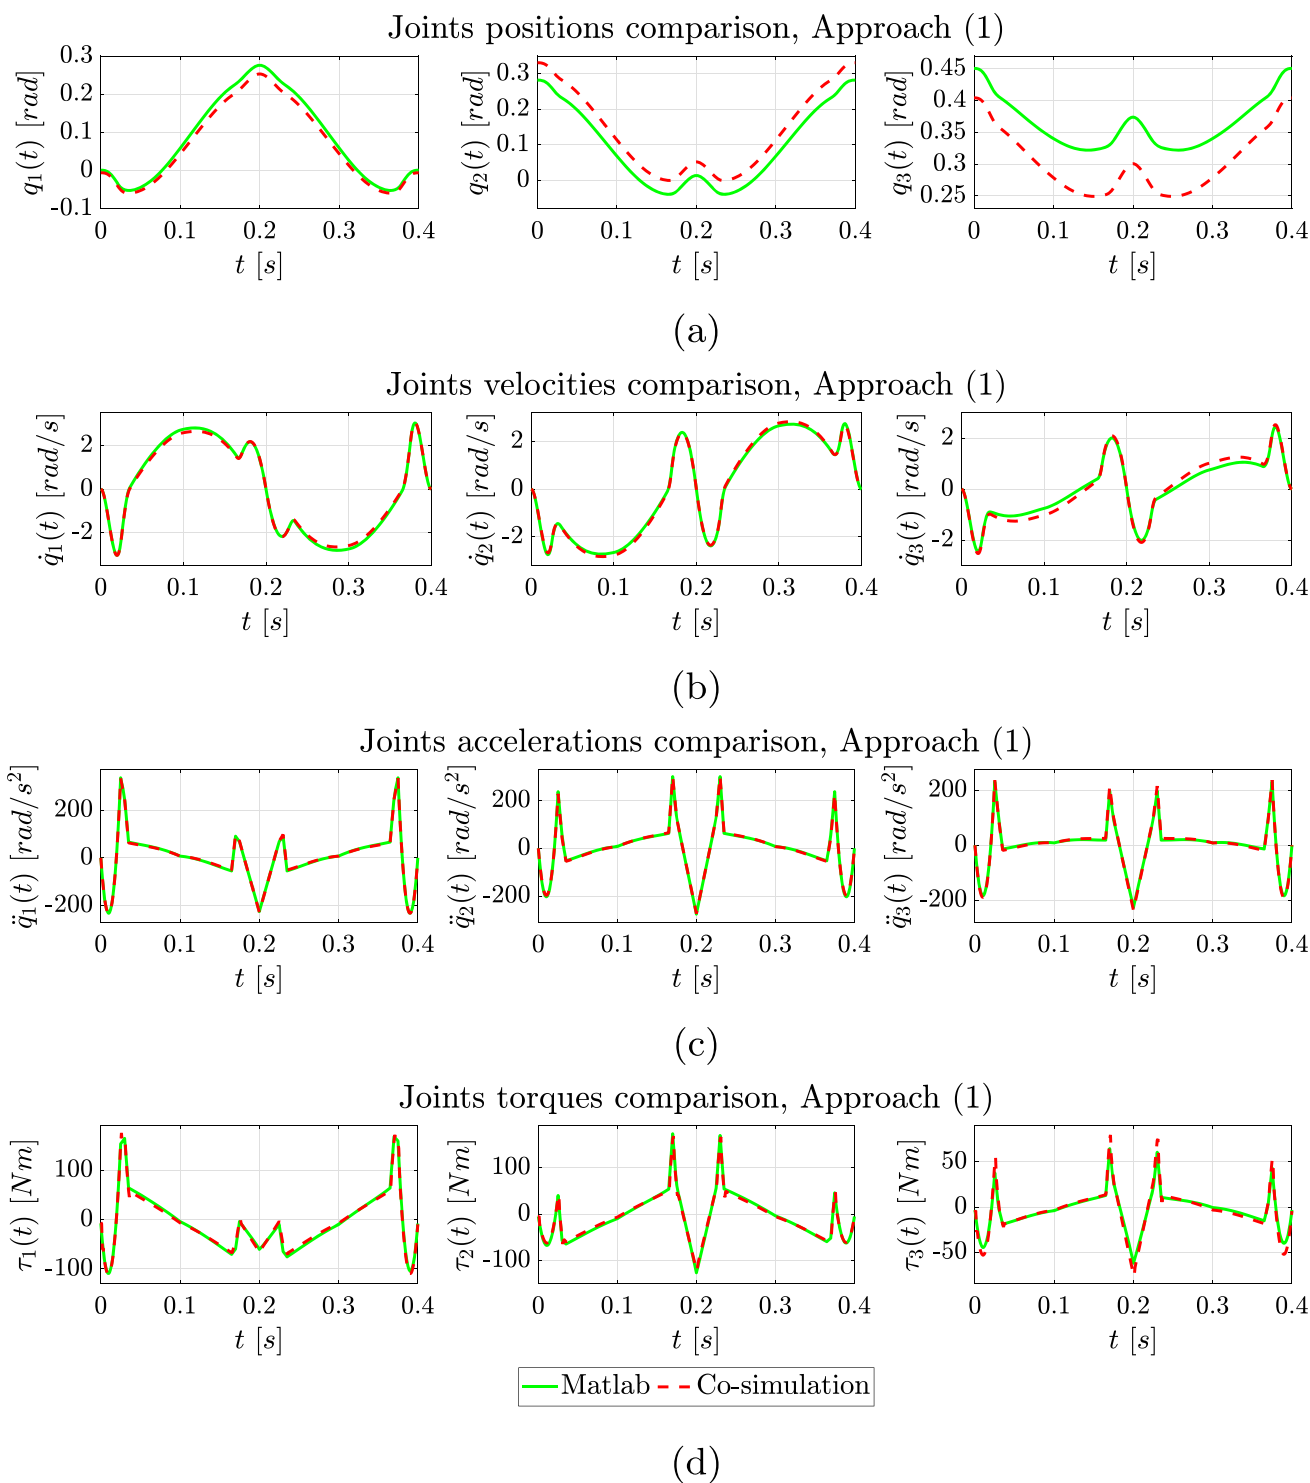 Joints positions comparison, Approach (1)
q₁(t) [rad]
0.3
0.2
0.1
0
-0.1
0 0.1 0.2 0.3 0.4
t [s]
q₂(t) [rad]
0.3
0.2
0.1
0
0 0.1 0.2 0.3 0.4
t [s]
q₃(t) [rad]
0.45
0.4
0.35
0.3
0.25
0 0.1 0.2 0.3 0.4
t [s]
(a)
Joints velocities comparison, Approach (1)
q̇₁(t) [rad/s]
2
0
-2
0 0.1 0.2 0.3 0.4
t [s]
q̇₂(t) [rad/s]
2
0
-2
0 0.1 0.2 0.3 0.4
t [s]
q̇₃(t) [rad/s]
2
0
-2
0 0.1 0.2 0.3 0.4
t [s]
(b)
Joints accelerations comparison, Approach (1)
q̈₁(t) [rad/s²]
200
0
-200
0 0.1 0.2 0.3 0.4
t [s]
q̈₂(t) [rad/s²]
200
0
-200
0 0.1 0.2 0.3 0.4
t [s]
q̈₃(t) [rad/s²]
200
0
-200
0 0.1 0.2 0.3 0.4
t [s]
(c)
Joints torques comparison, Approach (1)
τ₁(t) [Nm]
100
0
-100
0 0.1 0.2 0.3 0.4
t [s]
τ₂(t) [Nm]
100
0
-100
0 0.1 0.2 0.3 0.4
t [s]
τ₃(t) [Nm]
50
0
-50
0 0.1 0.2 0.3 0.4
t [s]
Matlab Co-simulation
(d)